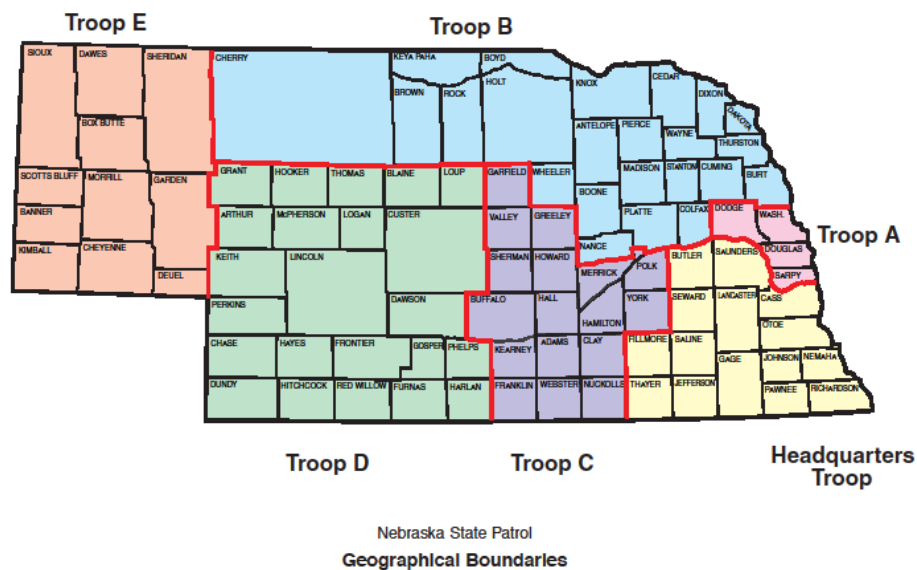 Troop E
Troop B
SIOUX
DAWES
SHERIDAN
CHERRY
KEYA PAHA
BOYD
HOLT
BROWN
ROCK
KNOX
CEDAR
DIXON
DAKOTA
BOX BUTTE
ANTELOPE
PIERCE
WAYNE
THURSTON
SCOTTS BLUFF
MORRILL
GARDEN
GRANT
HOOKER
THOMAS
BLAINE
LOUP
GARFIELD
WHEELER
MADISON
STANTON
CUMING
BURT
BOONE
BANNER
ARTHUR
McPHERSON
LOGAN
CUSTER
VALLEY
GREELEY
PLATTE
COLFAX
DODGE
WASH.
Troop A
KIMBALL
CHEYENNE
DEUEL
KEITH
LINCOLN
SHERMAN
HOWARD
NANCE
MERRICK
POLK
BUTLER
SAUNDERS
DOUGLAS
SARPY
PERKINS
DAWSON
BUFFALO
HALL
HAMILTON
YORK
SEWARD
LANCASTER
CASS
OTOE
CHASE
HAYES
FRONTIER
GOSPER
PHELPS
KEARNEY
ADAMS
CLAY
FILLMORE
SALINE
GAGE
JOHNSON
NEMAHA
DUNDY
HITCHCOCK
RED WILLOW
FURNAS
HARLAN
FRANKLIN
WEBSTER
NUCKOLLS
THAYER
JEFFERSON
PAWNEE
RICHARDSON
Troop D
Troop C
Headquarters
Troop
Nebraska State Patrol
Geographical Boundaries